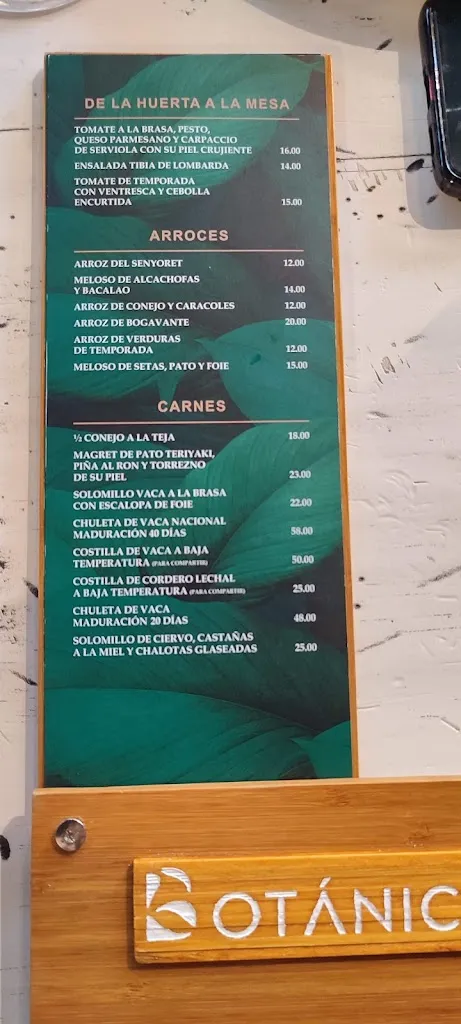 DE LA HUERTA A LA MESA
TOMATE A LA BRASA, PESTO,
QUESO PARMESANO Y CARPACCIO
DE SERVIOLA CON SU PIEL CRUJIENTE 16.00
ENSALADA TIBIA DE LOMBARDA 14.00
TOMATE DE TEMPORADA
CON VENTRESCA Y CEBOLLA
ENCURTIDA 15.00
ARROCES
ARROZ DEL SENYORET 12.00
MELOSO DE ALCACHOFAS
Y BACALAO 14.00
ARROZ DE CONEJO Y CARACOLES 12.00
ARROZ DE BOGAVANTE 20.00
ARROZ DE VERDURAS
DE TEMPORADA 12.00
MELOSO DE SETAS, PATO Y FOIE 15.00
CARNES
½ CONEJO A LA TEJA 18.00
MAGRET DE PATO TERIYAKI,
PIÑA AL RON Y TORREZNO
DE SU PIEL 23.00
SOLOMILLO VACA A LA BRASA
CON ESCALOPA DE FOIE 22.00
CHULETA DE VACA NACIONAL
MADURACIÓN 40 DÍAS 58.00
COSTILLA DE VACA A BAJA
TEMPERATURA (PARA COMPARTIR) 50.00
COSTILLA DE CORDERO LECHAL
A BAJA TEMPERATURA (PARA COMPARTIR) 25.00
CHULETA DE VACA
MADURACIÓN 20 DÍAS 48.00
SOLOMILLO DE CIERVO, CASTAÑAS
A LA MIEL Y CHALOTAS GLASEADAS 25.00
BOTÁNIC